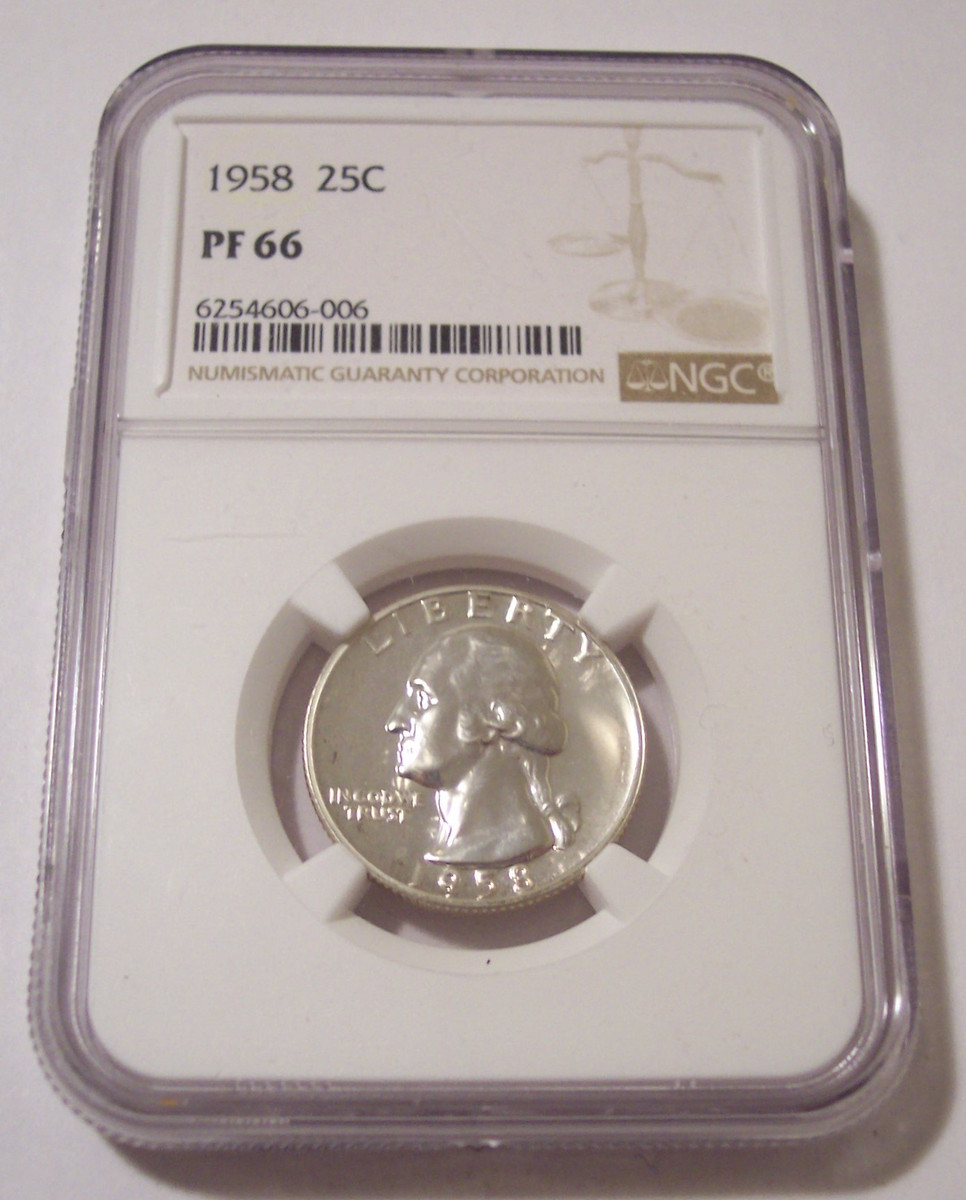 1958 25C
PF 66
6254606-006
NUMISMATIC GUARANTY CORPORATION
NGC®
LIBERTY
IN GOD WE
TRUST
1958